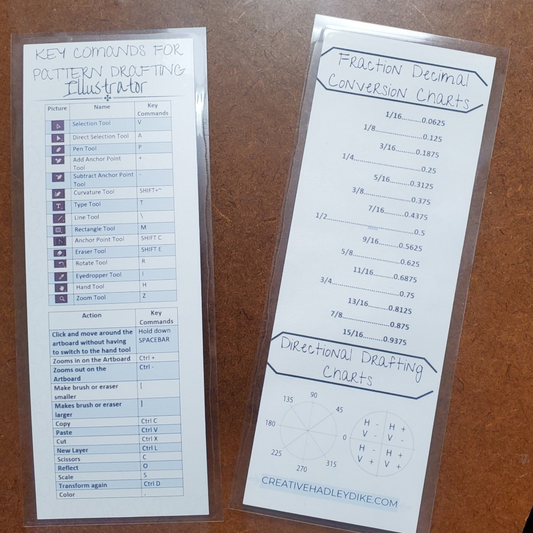 KEY COMANDS FOR
PATTERN DRAFTING
Illustrator
Picture Name Key Commands
Selection Tool V
Direct Selection Tool A
Pen Tool P
Add Anchor Point Tool +
Subtract Anchor Point Tool -
Curvature Tool SHIFT+~
Type Tool T
Line Tool \
Rectangle Tool M
Anchor Point Tool SHIFT C
Eraser Tool SHIFT E
Rotate Tool R
Eyedropper Tool I
Hand Tool H
Zoom Tool Z
Action Key Commands
Click and move around the artboard without having to switch to the hand tool Hold down SPACEBAR
Zooms in on the Artboard Ctrl +
Zooms out on the Artboard Ctrl -
Make brush or eraser smaller [
Makes brush or eraser larger ]
Copy Ctrl C
Paste Ctrl V
Cut Ctrl X
New Layer Ctrl L
Scissors C
Reflect O
Scale S
Transform again Ctrl D
Color
Fraction Decimal
Conversion Charts
1/16..........0.0625
1/8..............0.125
3/16..........0.1875
1/4..............0.25
5/16..........0.3125
3/8..............0.375
7/16..........0.4375
1/2..............0.5
9/16..........0.5625
5/8..............0.625
11/16..........0.6875
3/4..............0.75
13/16..........0.8125
7/8..............0.875
15/16..........0.9375
Directional Drafting
Charts
90
135 45
180 0
225 315
270
H - H +
V - V -
H - H +
V + V +
CREATIVEHADLEYDIKE.COM